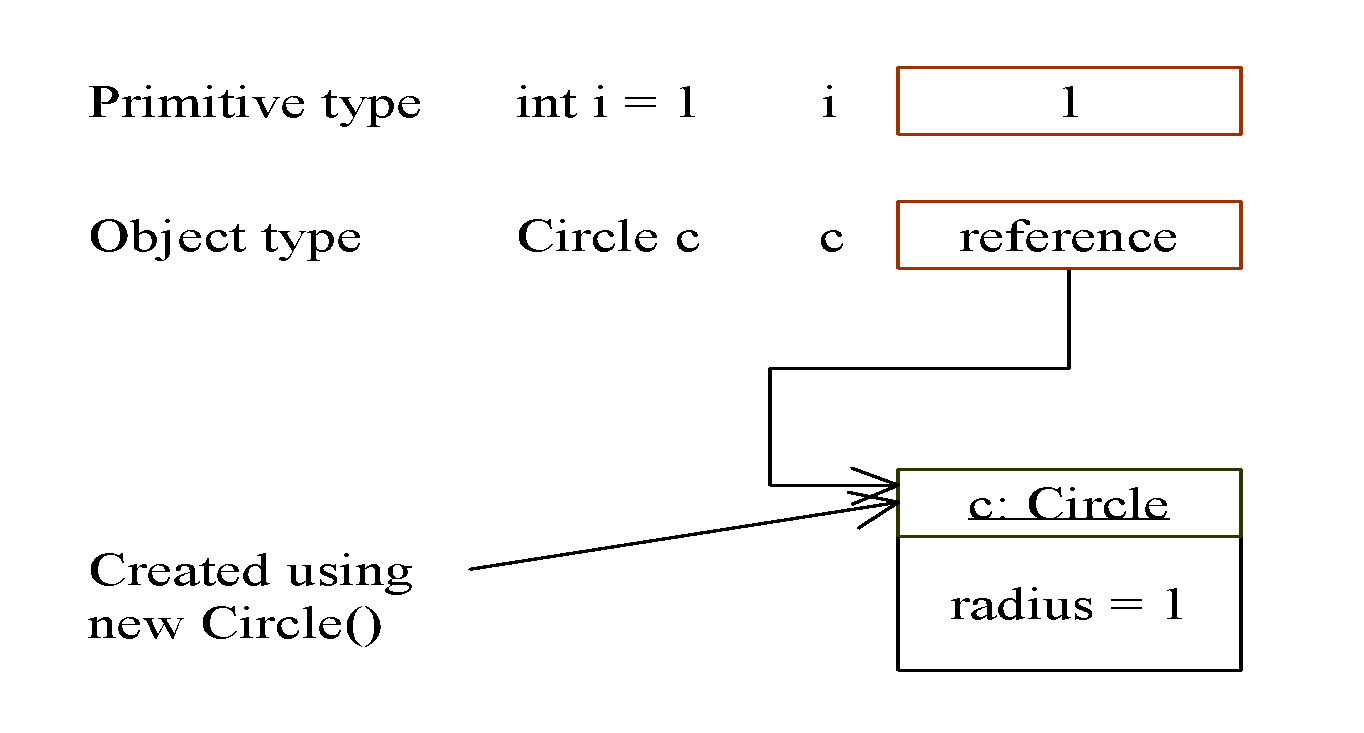 Primitive type int i = 1 i 1
Object type Circle c c reference
c: Circle
Created using
new Circle()
radius = 1